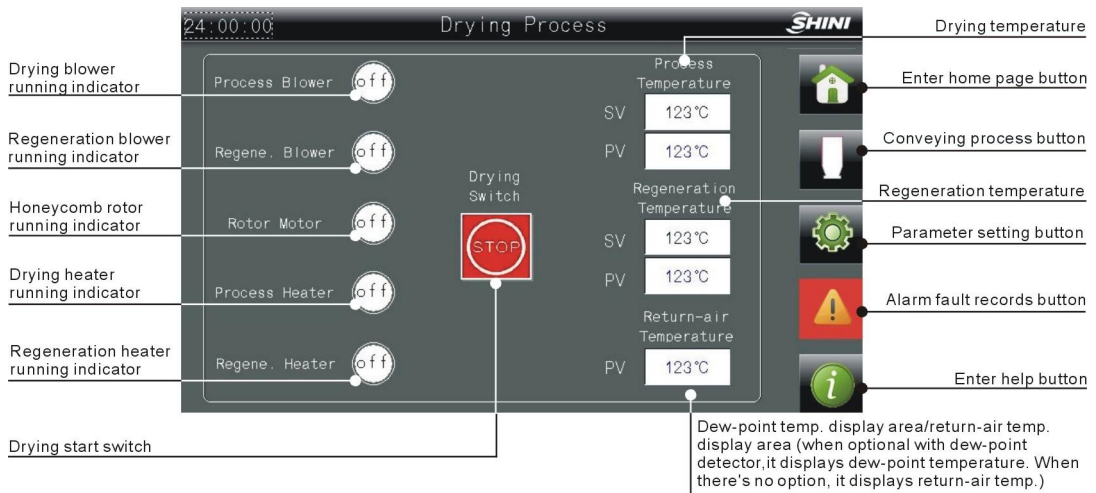 24:00:00
Drying Process
SHINI
Drying temperature
Drying blower
running indicator
Process Blower
off
Process
Temperature
SV
123℃
PV
123℃
Enter home page button
Regeneration blower
running indicator
Regene. Blower
off
Conveying process button
Drying
Switch
STOP
Regeneration
Temperature
SV
123℃
PV
123℃
Regeneration temperature
Honeycomb rotor
running indicator
Rotor Motor
off
Parameter setting button
Drying heater
running indicator
Process Heater
off
Alarm fault records button
Return-air
Temperature
PV
123℃
Regeneration heater
running indicator
Regene. Heater
off
i
Enter help button
Drying start switch
Dew-point temp. display area/return-air temp.
display area (when optional with dew-point
detector,it displays dew-point temperature. When
there's no option, it displays return-air temp.)